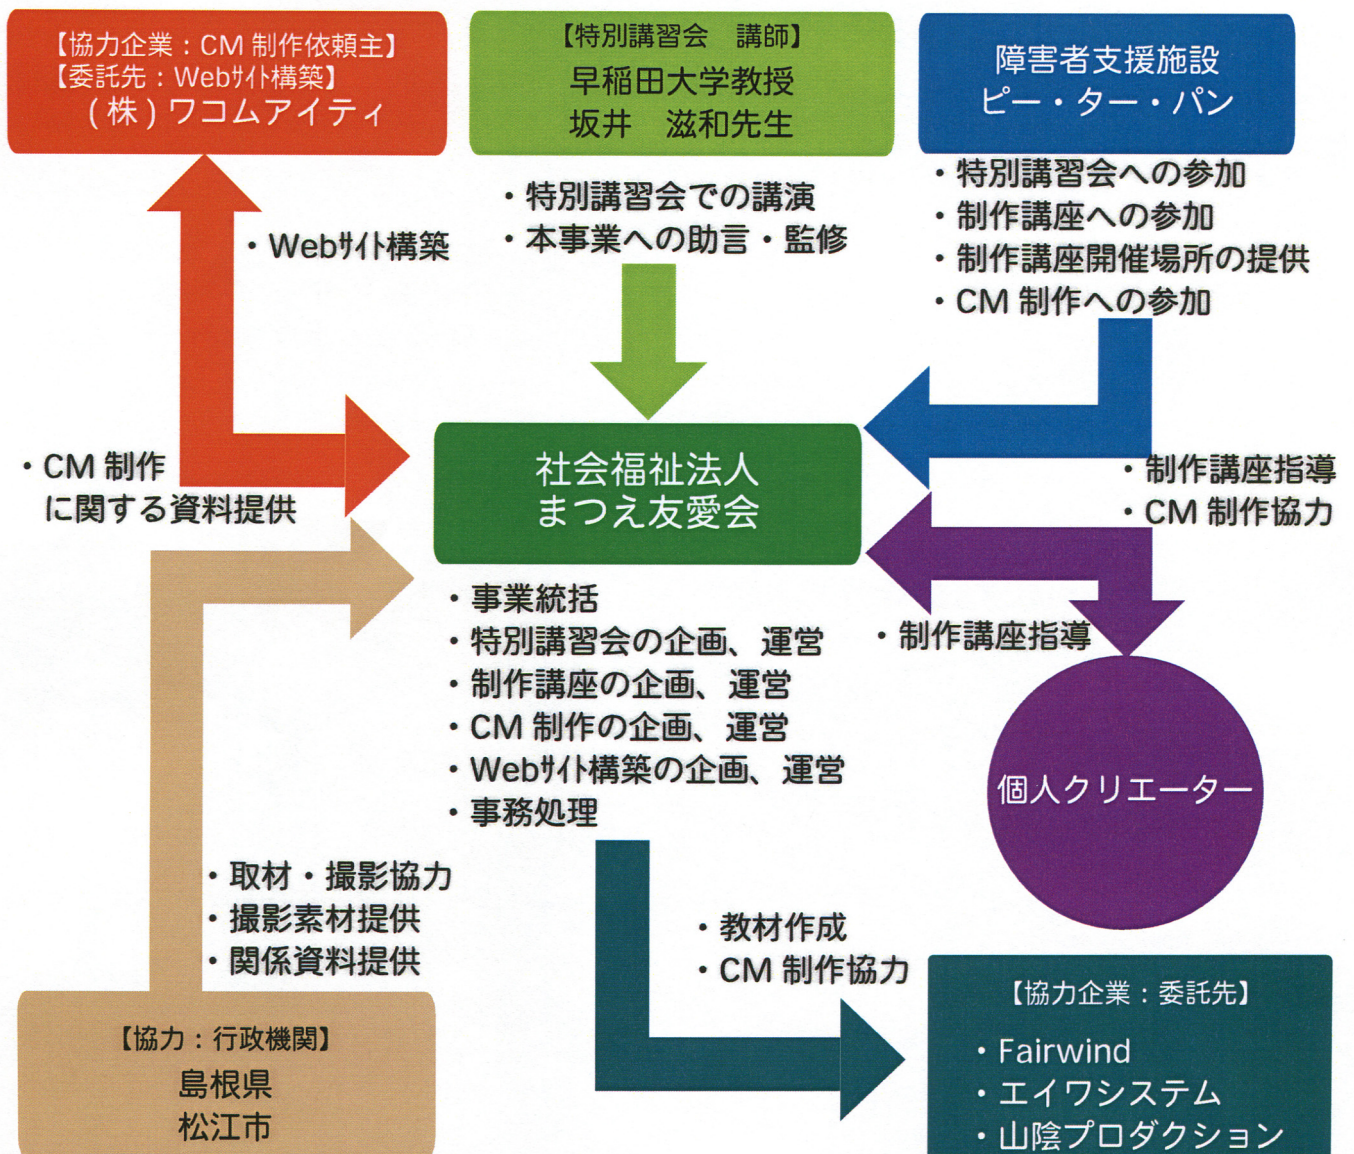 【協力企業：CM 制作依頼主】
【委託先：Webｻｲﾄ構築】
(株)ワコムアイティ
【特別講習会　講師】
早稲田大学教授
坂井　滋和先生
障害者支援施設
ピー・ター・パン
・Webｻｲﾄ構築
・特別講習会での講演
・本事業への助言・監修
・特別講習会への参加
・制作講座への参加
・制作講座開催場所の提供
・CM 制作への参加
・CM 制作
に関する資料提供
社会福祉法人
まつえ友愛会
・制作講座指導
・CM 制作協力
・事業統括
・特別講習会の企画、運営
・制作講座の企画、運営
・CM 制作の企画、運営
・Webｻｲﾄ構築の企画、運営
・事務処理
・制作講座指導
個人クリエーター
・取材・撮影協力
・撮影素材提供
・関係資料提供
【協力：行政機関】
島根県
松江市
・教材作成
・CM 制作協力
【協力企業：委託先】
・Fairwind
・エイワシステム
・山陰プロダクション